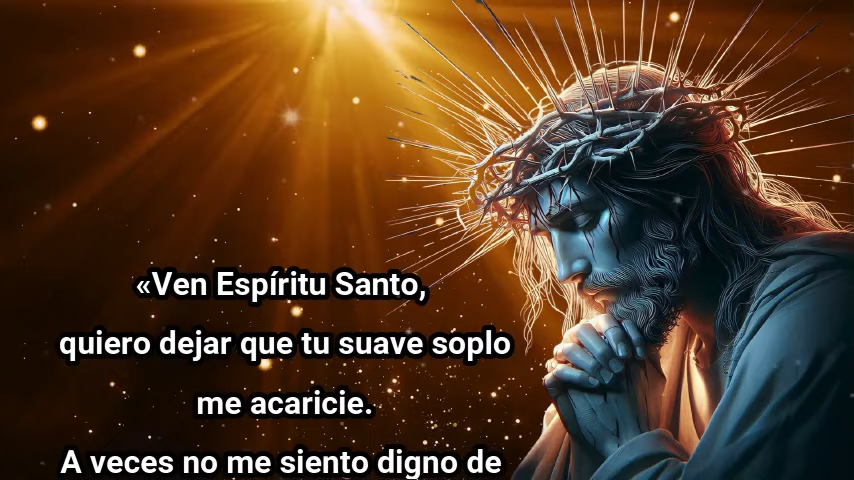 «Ven Espíritu Santo,
quiero dejar que tu suave soplo
me acaricie.
A veces no me siento digno de